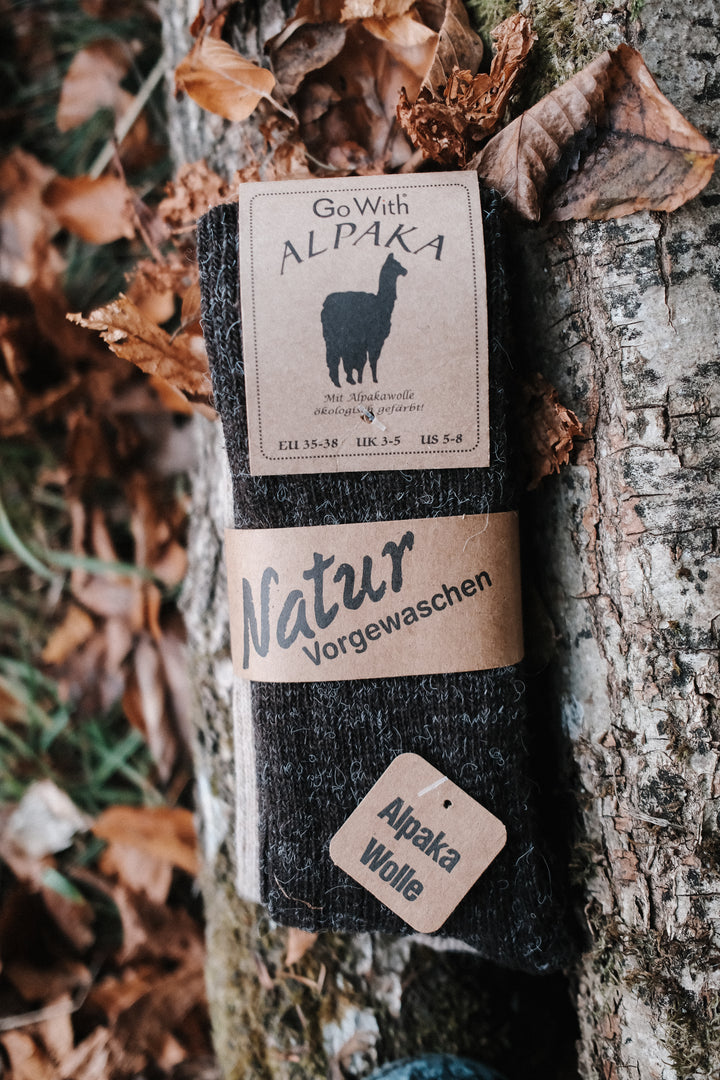 Go With
ALPAKA
Mit Alpakawolle
ökologisch gefärbt!
EU 35-38 UK 3-5 US 5-8
Natur
Vorgewaschen
Alpaka
Wolle